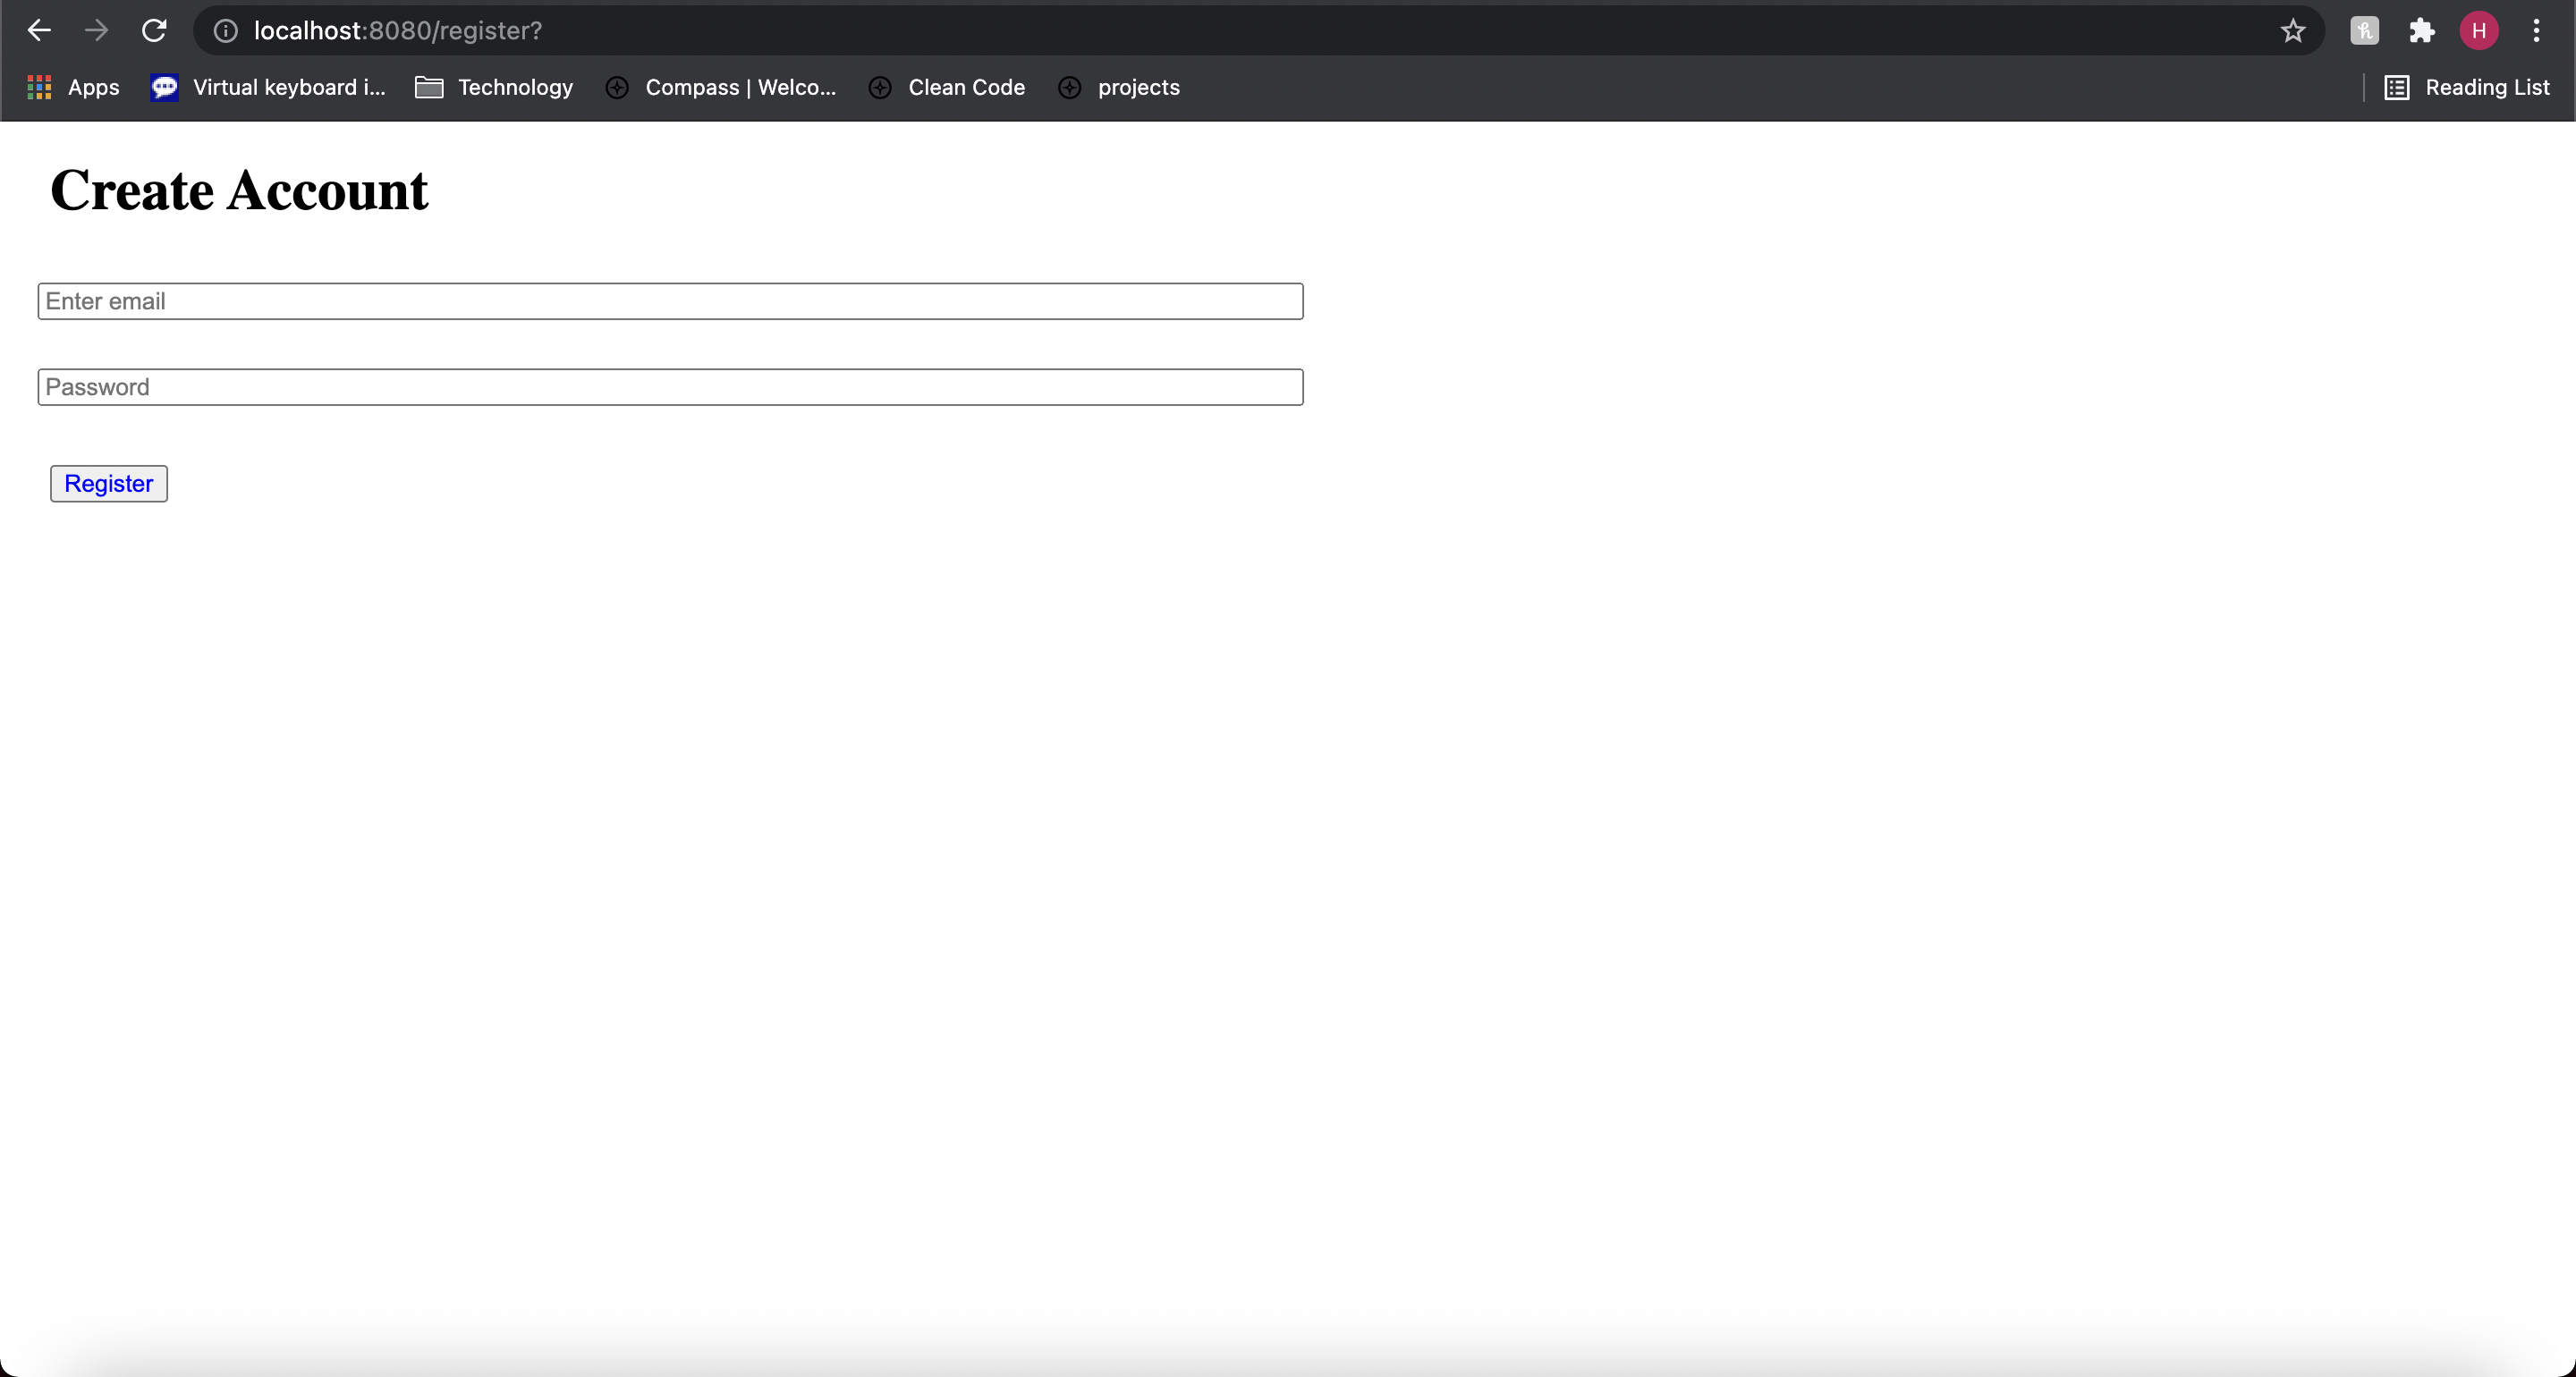 localhost:8080/register?
H
Apps Virtual keyboard i... Technology Compass | Welco... Clean Code projects Reading List
Create Account
Enter email
Password
Register